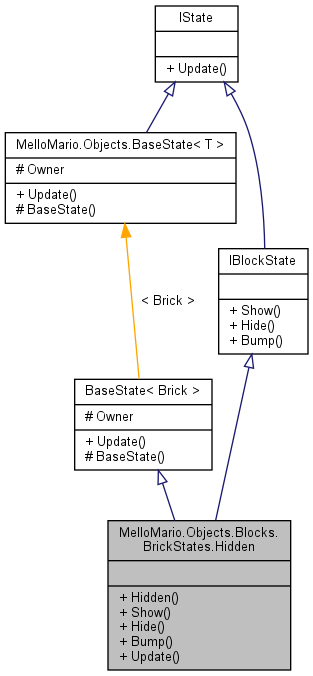 IState
+ Update()
MelloMario.Objects.BaseState< T >
# Owner
+ Update()
# BaseState()
IBlockState
+ Show()
+ Hide()
+ Bump()
< Brick >
BaseState< Brick >
# Owner
+ Update()
# BaseState()
MelloMario.Objects.Blocks.
BrickStates.Hidden
+ Hidden()
+ Show()
+ Hide()
+ Bump()
+ Update()